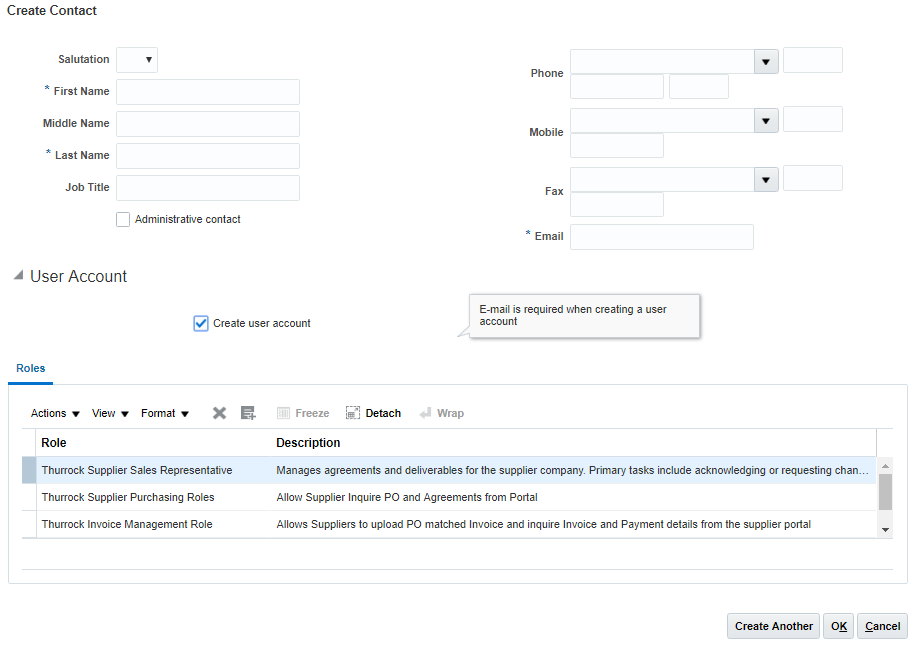 Create Contact
Salutation
* First Name
Middle Name
* Last Name
Job Title
Administrative contact
Phone
Mobile
Fax
* Email
User Account
Create user account
E-mail is required when creating a user
account
Roles
Actions View Format Freeze Detach Wrap
Role Description
Thurrock Supplier Sales Representative Manages agreements and deliverables for the supplier company. Primary tasks include acknowledging or requesting chan...
Thurrock Supplier Purchasing Roles Allow Supplier Inquire PO and Agreements from Portal
Thurrock Invoice Management Role Allows Suppliers to upload PO matched Invoice and inquire Invoice and Payment details from the supplier portal
Create Another OK Cancel